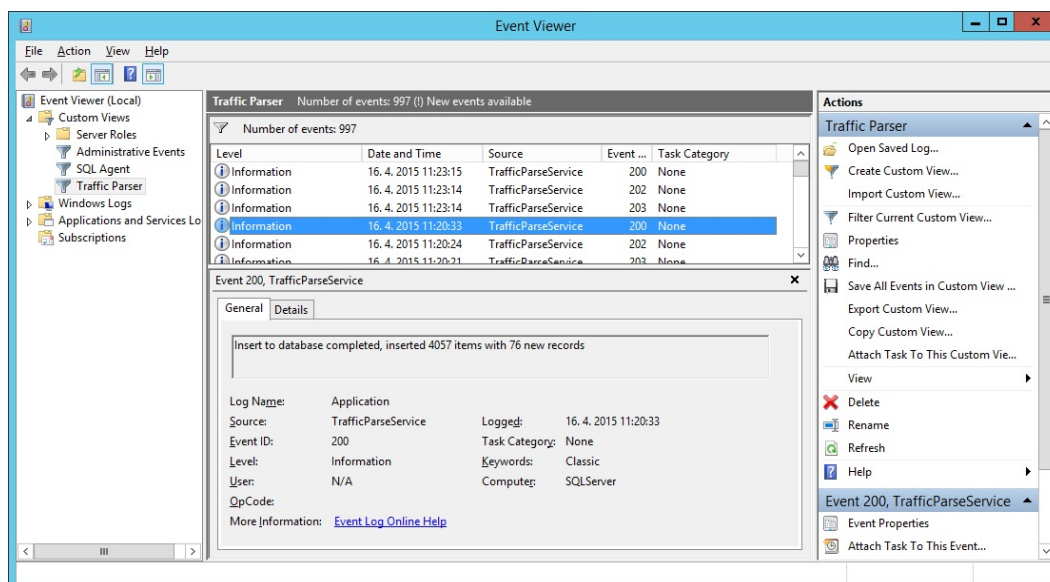 Event Viewer
File Action View Help
Event Viewer (Local)
Custom Views
Server Roles
Administrative Events
SQL Agent
Traffic Parser
Windows Logs
Applications and Services Lo
Subscriptions
Traffic Parser Number of events: 997 (!) New events available
Number of events: 997
Level Date and Time Source Event ... Task Category
Information 16. 4. 2015 11:23:15 TrafficParseService 200 None
Information 16. 4. 2015 11:23:14 TrafficParseService 202 None
Information 16. 4. 2015 11:23:14 TrafficParseService 203 None
Information 16. 4. 2015 11:20:33 TrafficParseService 200 None
Information 16. 4. 2015 11:20:24 TrafficParseService 202 None
Information 16. 4. 2015 11:20:21 TrafficParseService 203 None
Event 200, TrafficParseService
General Details
Insert to database completed, inserted 4057 items with 76 new records
Log Name: Application
Source: TrafficParseService Logged: 16. 4. 2015 11:20:33
Event ID: 200 Task Category: None
Level: Information Keywords: Classic
User: N/A Computer: SQLServer
OpCode:
More Information: Event Log Online Help
Actions
Traffic Parser
Open Saved Log...
Create Custom View...
Import Custom View...
Filter Current Custom View...
Properties
Find...
Save All Events in Custom View ...
Export Custom View...
Copy Custom View...
Attach Task To This Custom Vie...
View
Delete
Rename
Refresh
Help
Event 200, TrafficParseService
Event Properties
Attach Task To This Event...